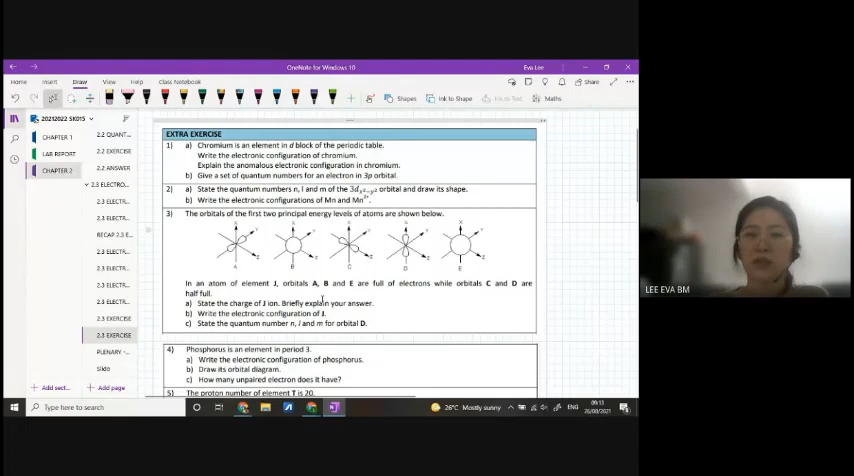 OneNote for Windows 10
Eva Lee
Home Insert Draw View Help Class Notebook
Share
Shapes
Ink to Shape
Ink to Text
Maths
20212022 SK015
CHAPTER 1
LAB REPORT
CHAPTER 2
2.2 QUANT...
2.2 EXERCISE
2.2 ANSWER
2.3 ELECTRO...
2.3 ELECTR...
2.3 ELECTR...
RECAP 2.3 E...
2.3 ELECTR...
2.3 ELECTR...
2.3 ELECTR...
2.3 ELECTR...
2.3 EXERCISE
2.3 EXERCISE
PLENARY -...
Slido
Add sect...
Add page
EXTRA EXERCISE
1) a) Chromium is an element in d block of the periodic table.
Write the electronic configuration of chromium.
Explain the anomalous electronic configuration in chromium.
b) Give a set of quantum numbers for an electron in 3p orbital.
2) a) State the quantum numbers n, l and m of the 3dx²−y² orbital and draw its shape.
b) Write the electronic configurations of Mn and Mn²⁺.
3) The orbitals of the first two principal energy levels of atoms are shown below.
A B C D E
In an atom of element J, orbitals A, B and E are full of electrons while orbitals C and D are
half full.
a) State the charge of J ion. Briefly explain your answer.
b) Write the electronic configuration of J.
c) State the quantum number n, l and m for orbital D.
4) Phosphorus is an element in period 3.
a) Write the electronic configuration of phosphorus.
b) Draw its orbital diagram.
c) How many unpaired electron does it have?
5) The proton number of element T is 20.
Type here to search
26°C Mostly sunny
ENG
09:13
26/08/2021
LEE EVA BM